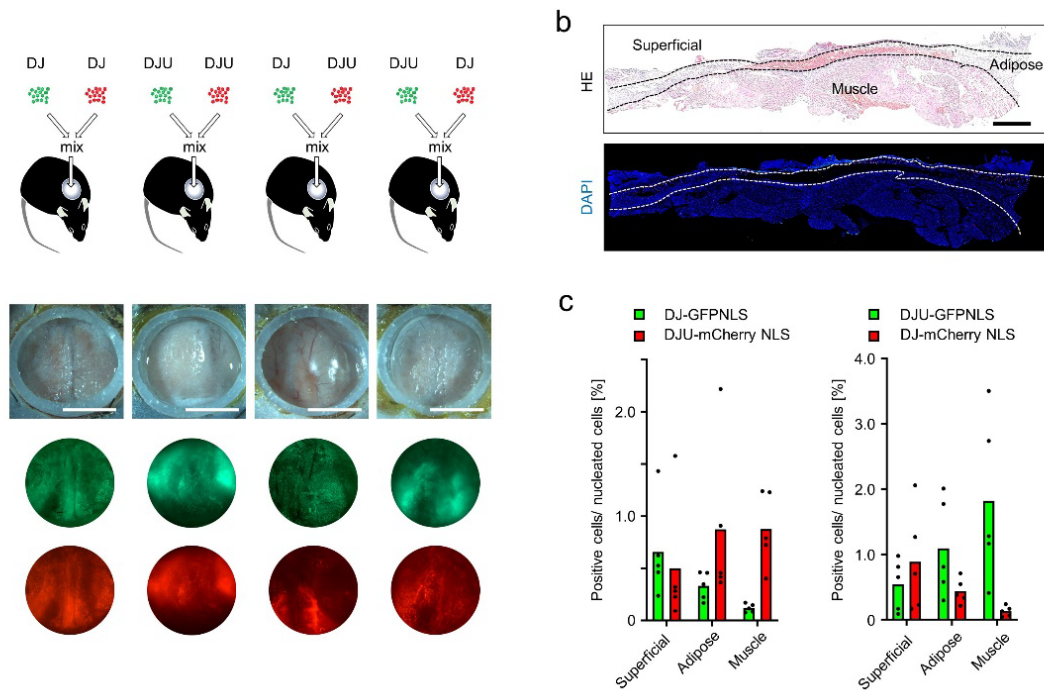 DJ DJ DJU DJU DJ DJU DJU DJ
mix mix mix mix
b
HE
Superficial
Adipose
Muscle
DAPI
c
DJ-GFPNLS
DJU-mCherry NLS
Positive cells/ nucleated cells [%]
2.0
1.0
0
Superficial
Adipose
Muscle
DJU-GFPNLS
DJ-mCherry NLS
Positive cells/ nucleated cells [%]
4.0
3.0
2.0
1.0
0
Superficial
Adipose
Muscle